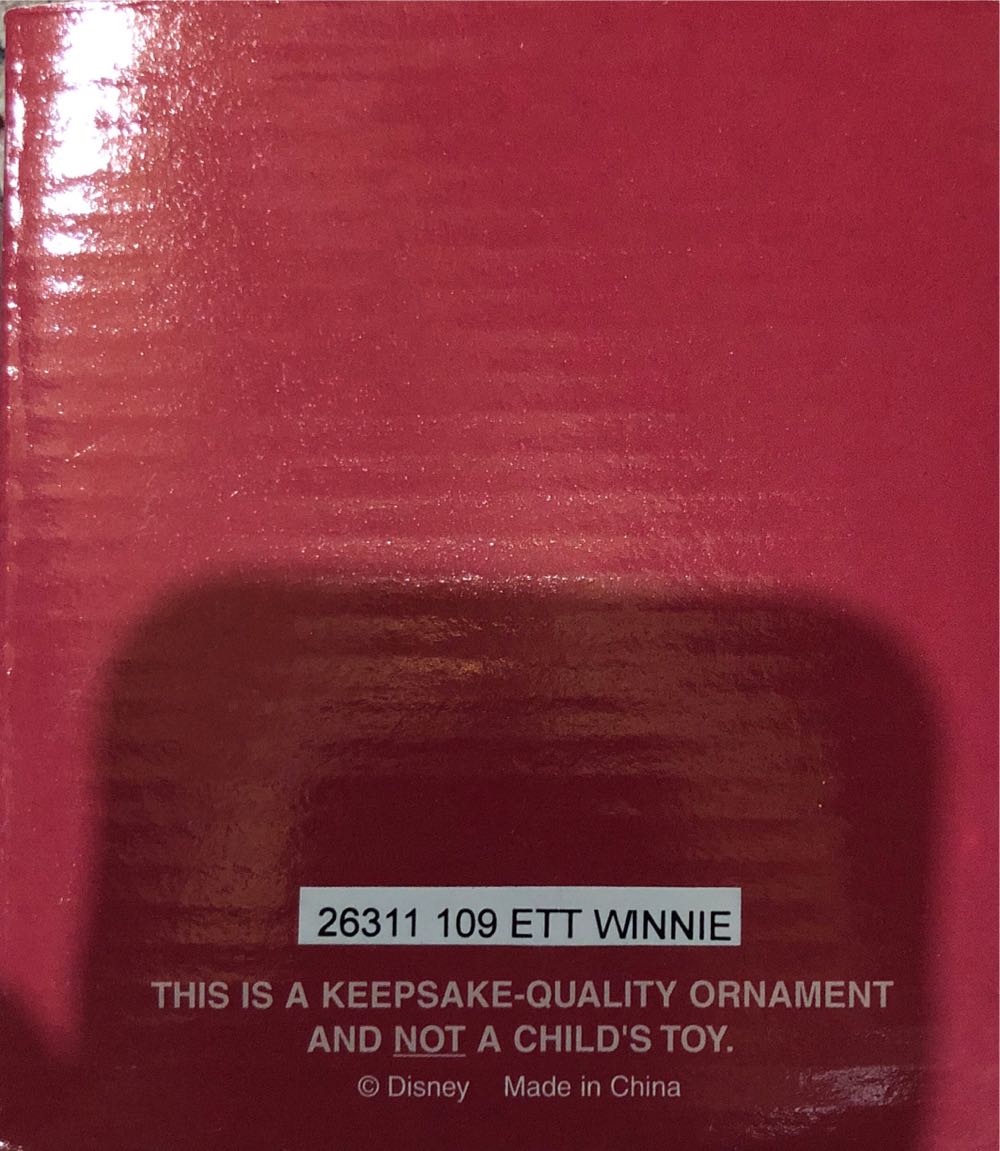 26311 109 ETT WINNIE
THIS IS A KEEPSAKE-QUALITY ORNAMENT
AND NOT A CHILD'S TOY.
© Disney Made in China